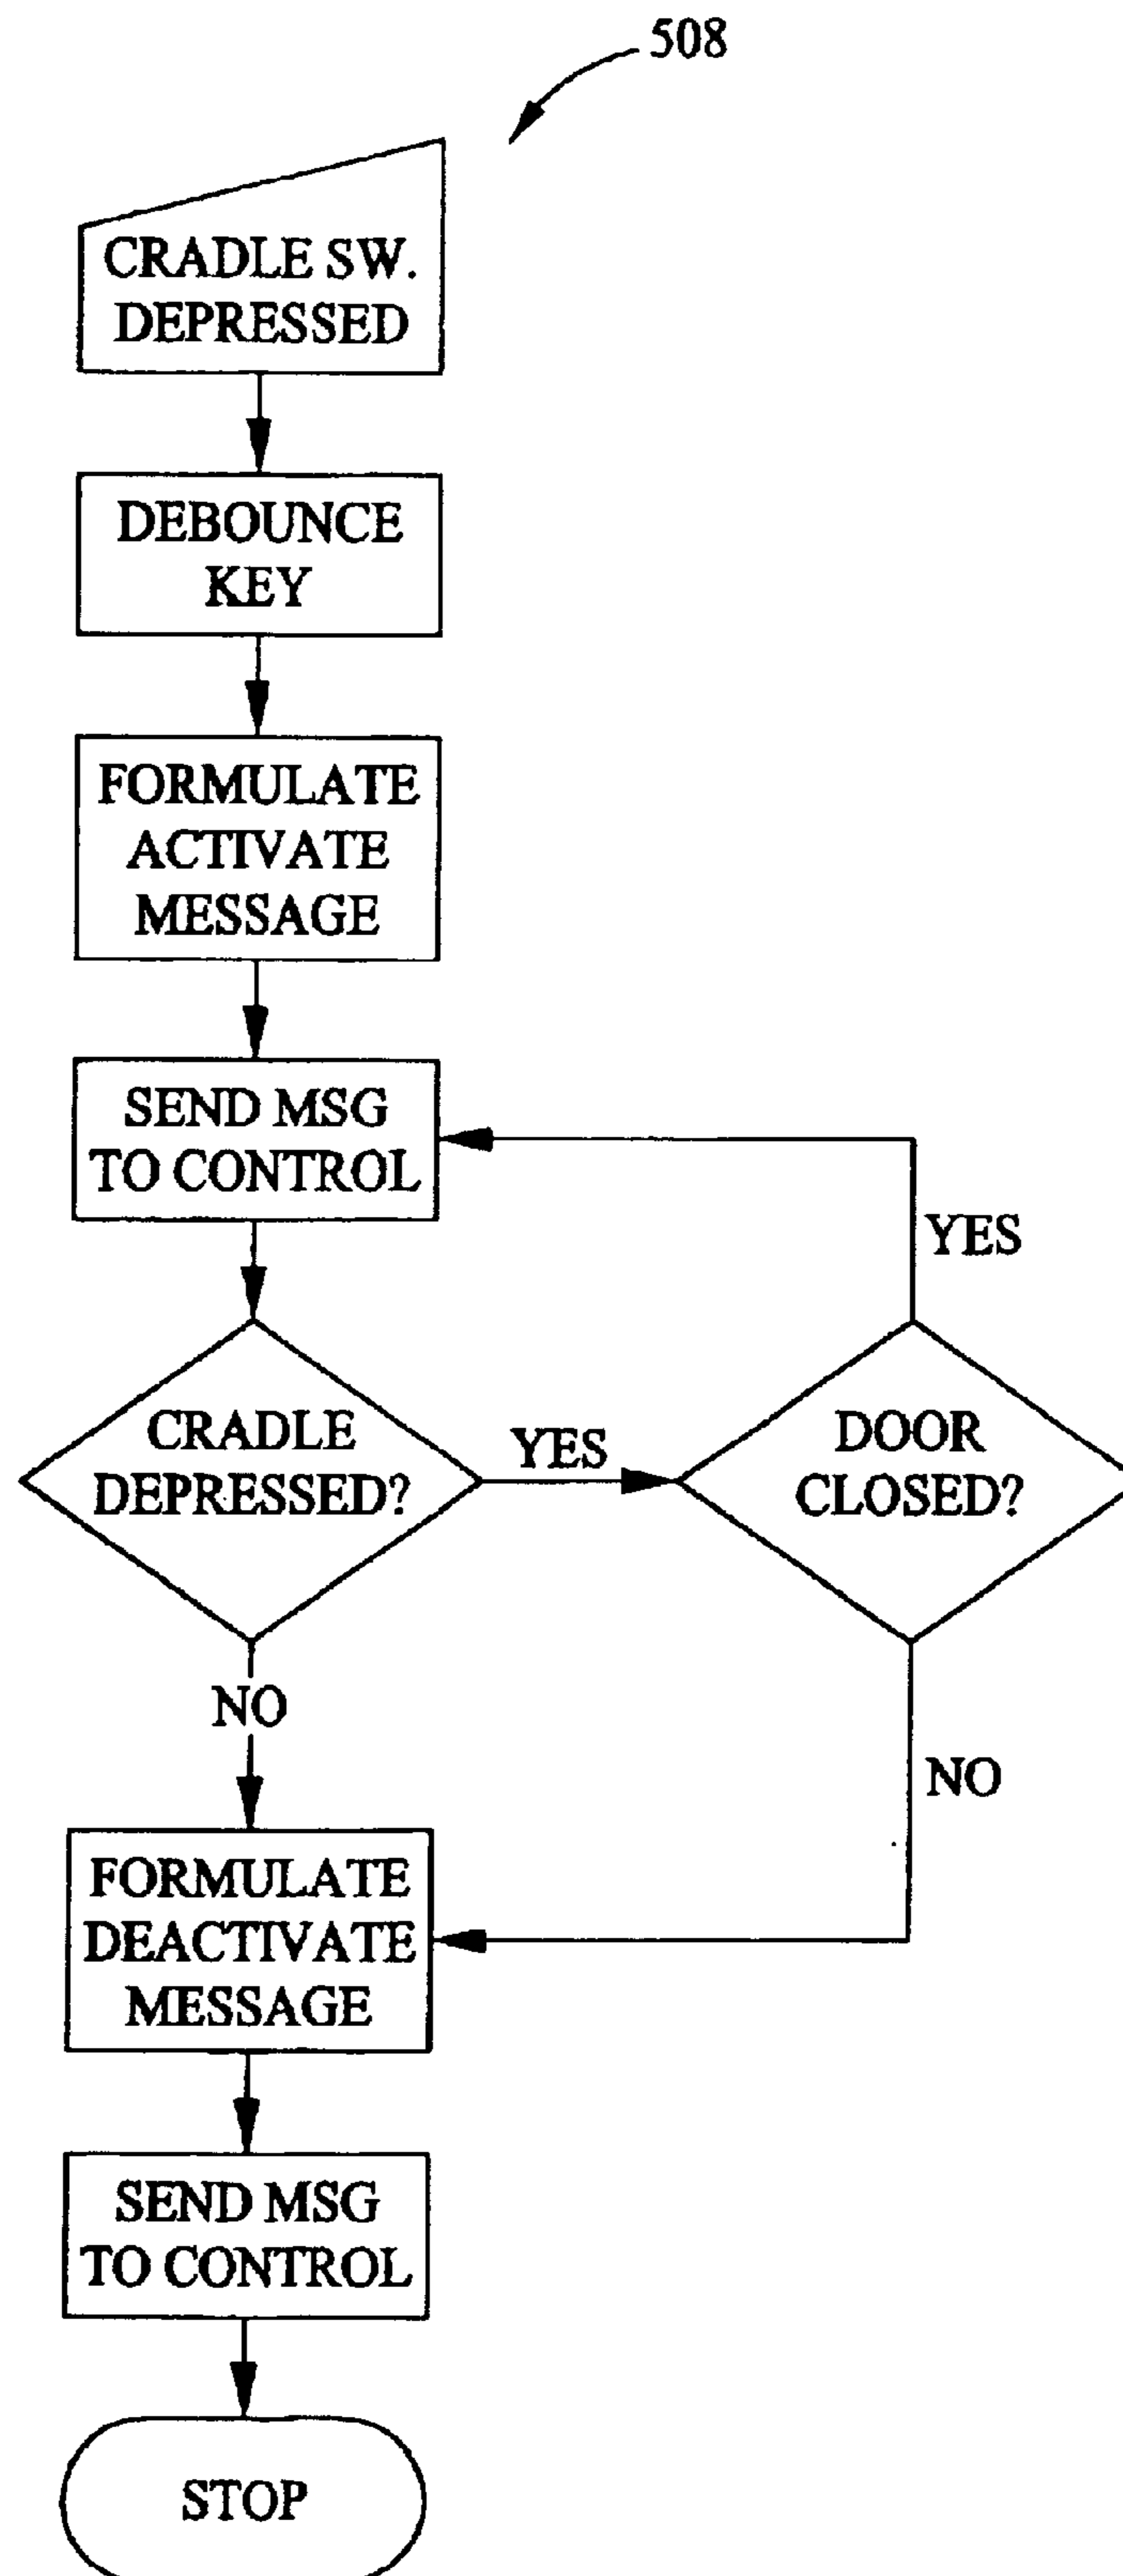 508
CRADLE SW.
DEPRESSED
DEBOUNCE
KEY
FORMULATE
ACTIVATE
MESSAGE
SEND MSG
TO CONTROL
YES
CRADLE
DEPRESSED?
YES
DOOR
CLOSED?
NO
NO
FORMULATE
DEACTIVATE
MESSAGE
SEND MSG
TO CONTROL
STOP